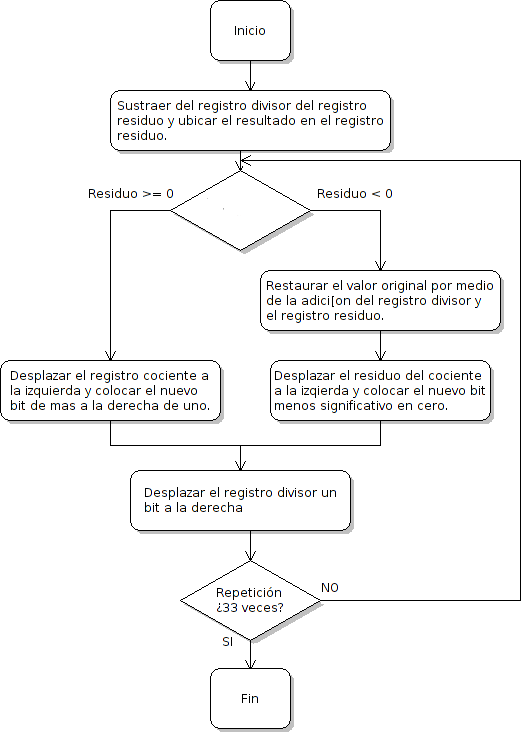 Inicio
Sustraer del registro divisor del registro
residuo y ubicar el resultado en el registro
residuo.
Residuo >= 0
Residuo < 0
Restaurar el valor original por medio
de la adici[on del registro divisor y
el registro residuo.
Desplazar el registro cociente a
la izquierda y colocar el nuevo
bit de mas a la derecha de uno.
Desplazar el residuo del cociente
a la izqierda y colocar el nuevo bit
menos significativo en cero.
Desplazar el registro divisor un
bit a la derecha
Repetición
¿33 veces?
NO
SI
Fin